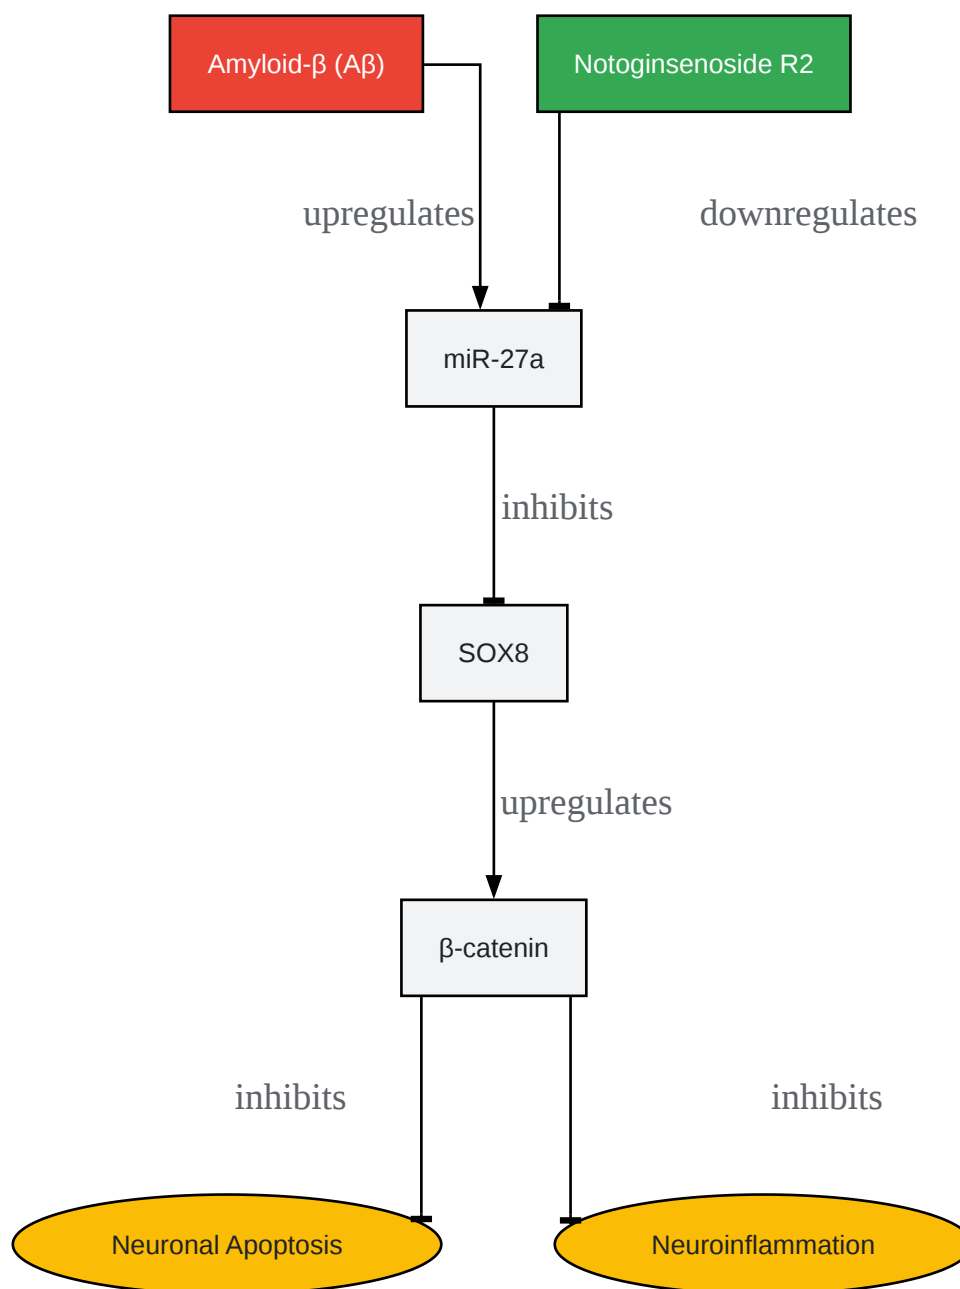 Amyloid-β (Aβ)
Notoginsenoside R2
upregulates
downregulates
miR-27a
inhibits
SOX8
upregulates
β-catenin
inhibits
inhibits
Neuronal Apoptosis
Neuroinflammation